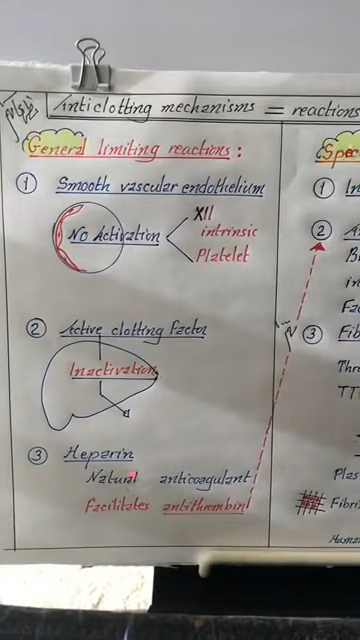 Anticlotting mechanisms = reactions
General limiting reactions:
① Smooth vascular endothelium
No Activation
XII
intrinsic
Platelet
② Active clotting factor
Inactivation
③ Heparin
Natural anticoagulant
Facilitates antithrombin
①
②
③ Fib
Thr
Plas
Fibri
Huma